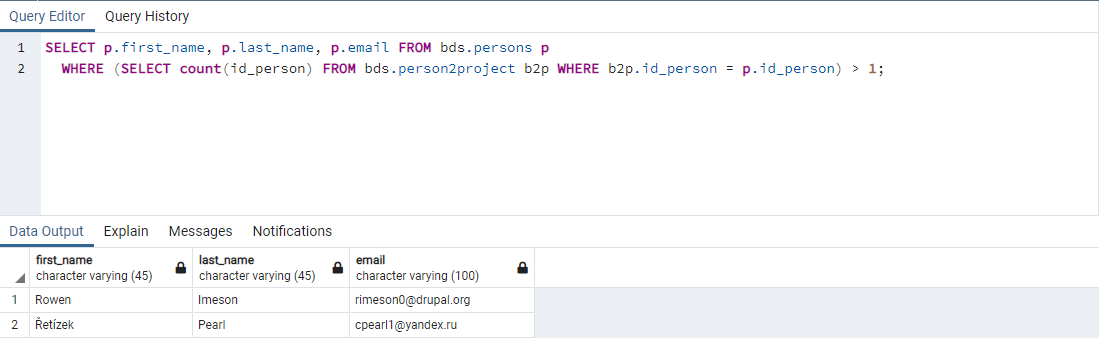 Query Editor Query History
1 SELECT p.first_name, p.last_name, p.email FROM bds.persons p
2 WHERE (SELECT count(id_person) FROM bds.person2project b2p WHERE b2p.id_person = p.id_person) > 1;
Data Output Explain Messages Notifications
first_name last_name email
character varying (45) character varying (45) character varying (100)
1 Rowen Imeson rimeson0@drupal.org
2 Řetízek Pearl cpearl1@yandex.ru